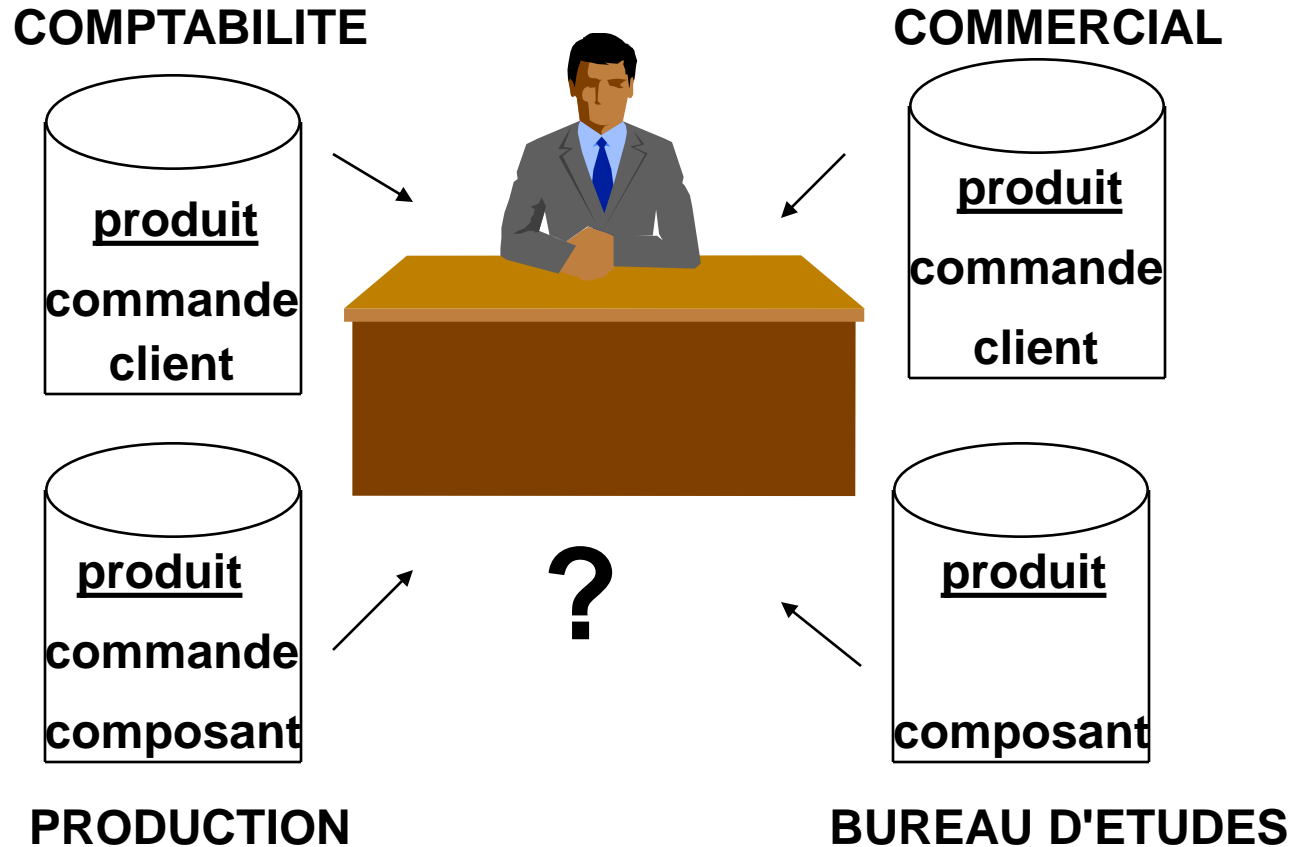 COMPTABILITE
produit
commande
client
COMMERCIAL
produit
commande
client
produit
commande
composant
PRODUCTION
?
produit
composant
BUREAU D'ETUDES